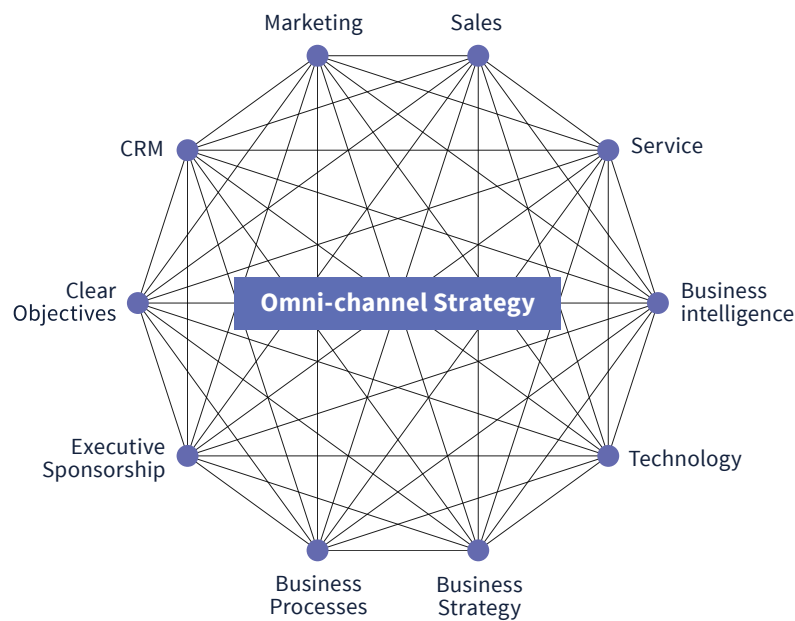 Marketing
Sales
CRM
Service
Clear
Objectives
Omni-channel Strategy
Business
intelligence
Executive
Sponsorship
Technology
Business
Processes
Business
Strategy